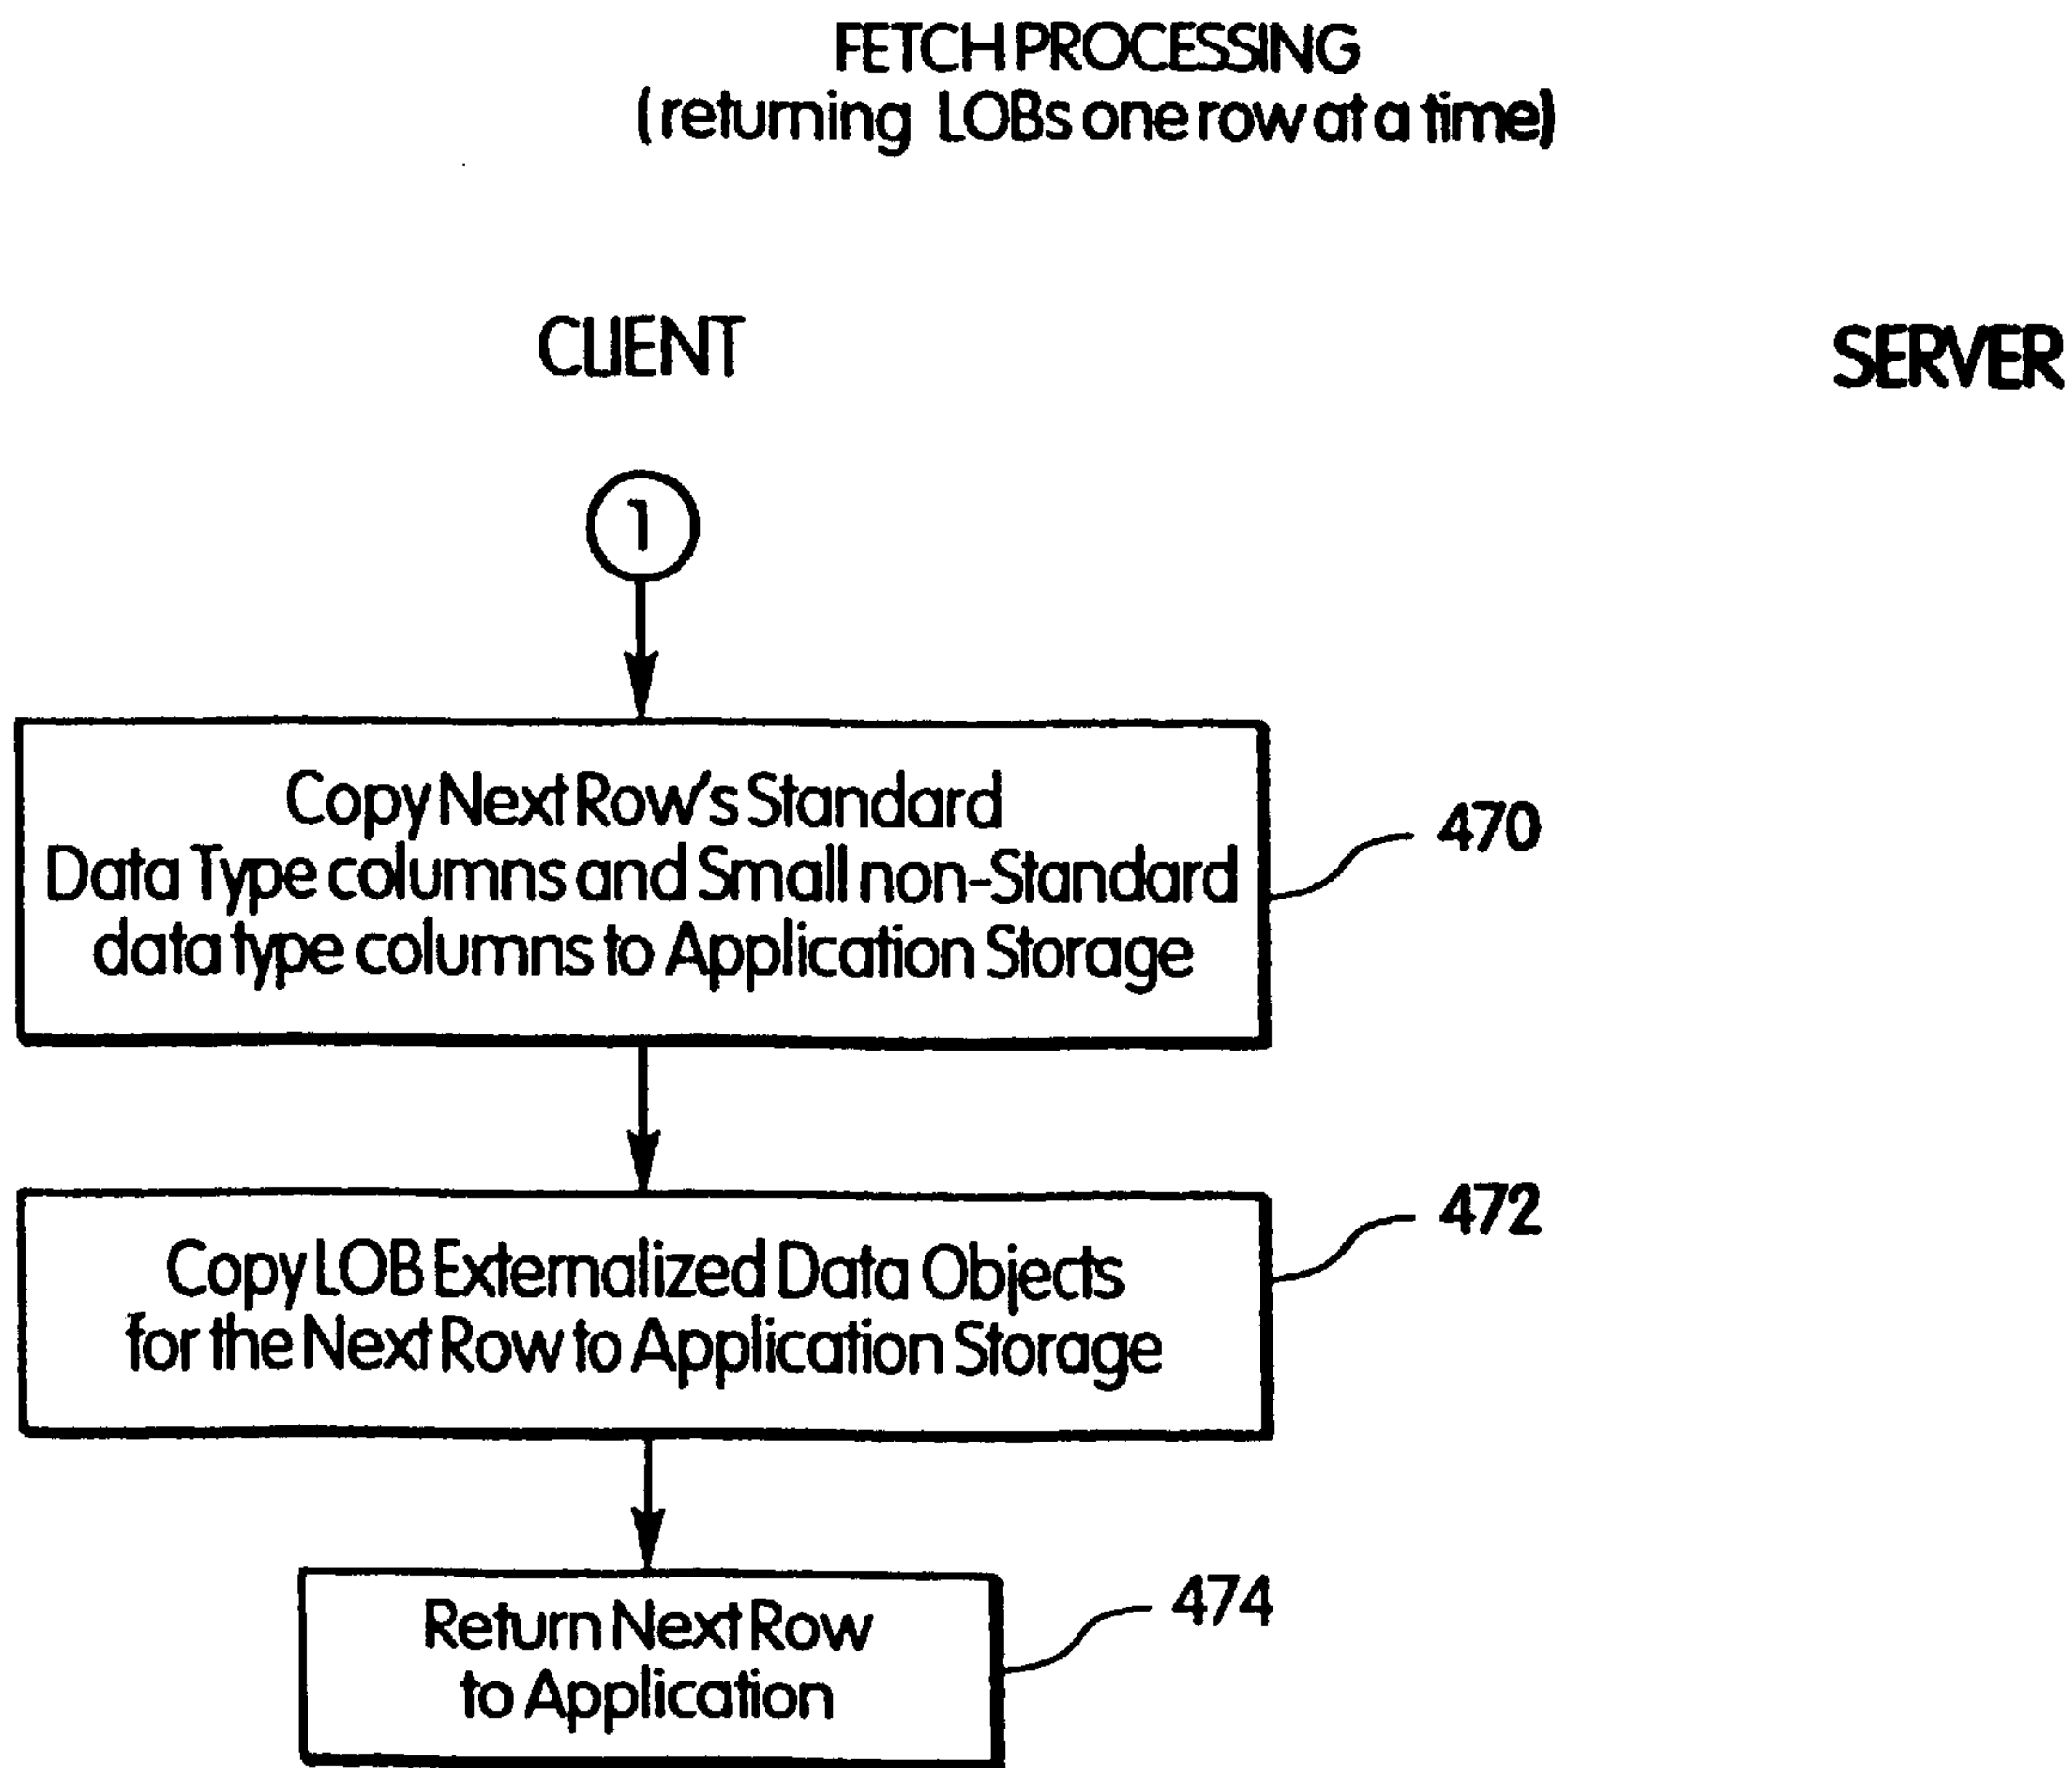 FETCH PROCESSING
(returning LOBs one row at a time)
CLIENT
SERVER
1
Copy Next Row's Standard
Data Type columns and Small non-Standard
data type columns to Application Storage
470
Copy LOB Externalized Data Objects
for the Next Row to Application Storage
472
Return Next Row
to Application
474